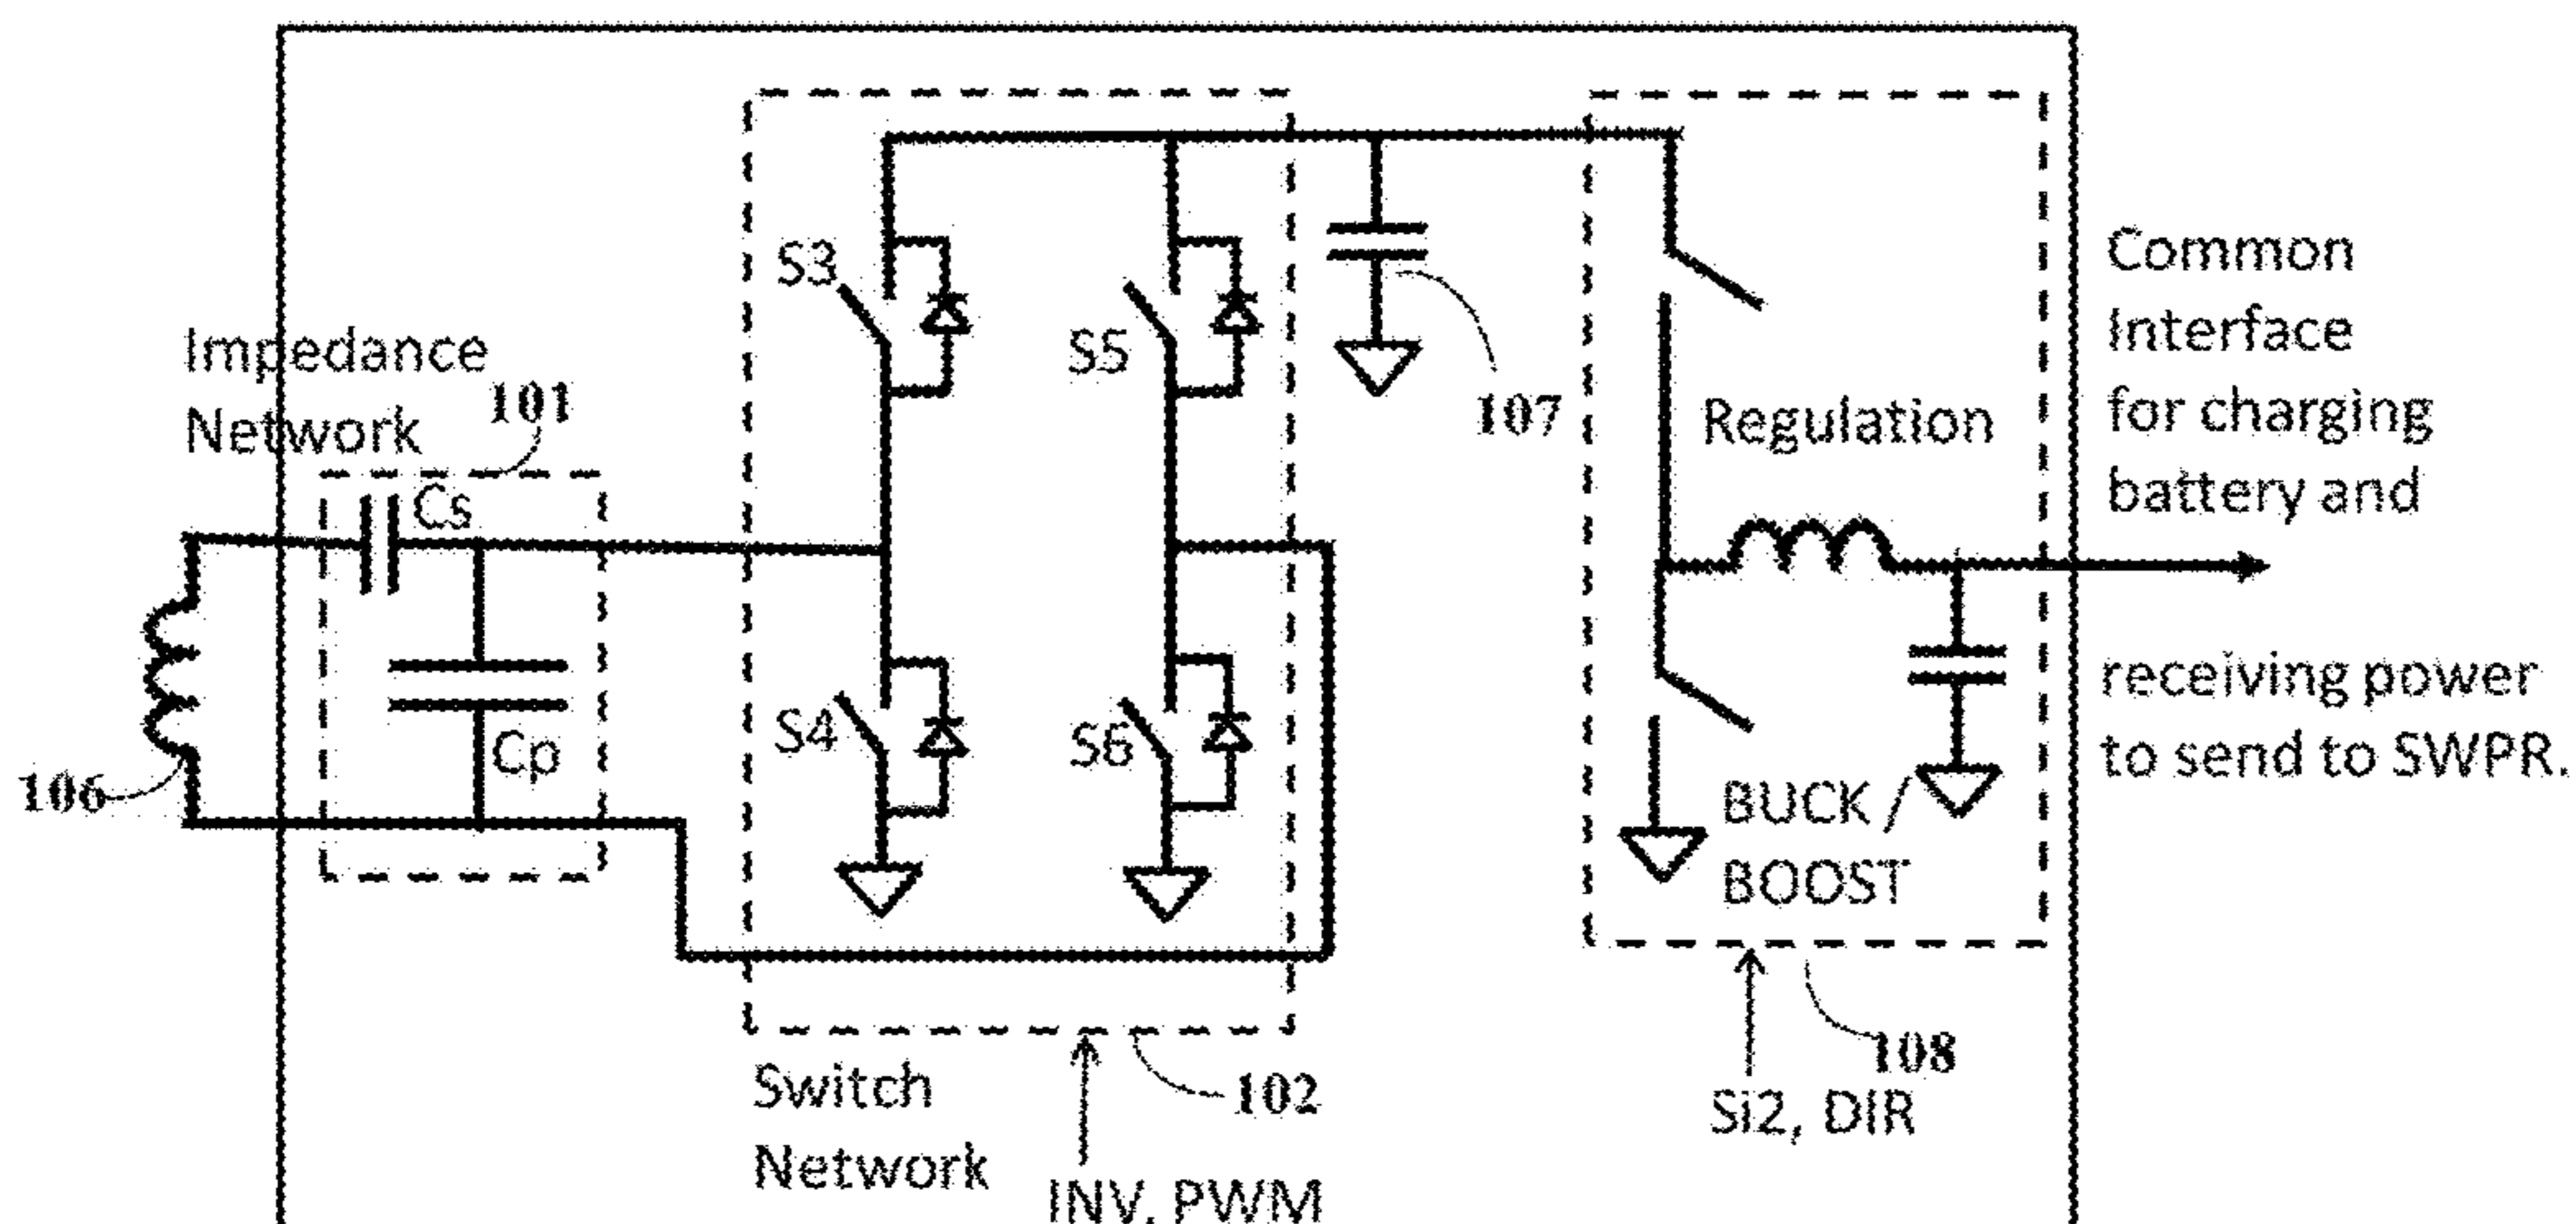 Impedance
Network
101
Cs
Cp
106
S3
S5
S4
S6
107
Regulation
BUCK /
BOOST
Common
Interface
for charging
battery and
receiving power
to send to SWPR.
Switch
Network
102
INV, PWM
108
Si2, DIR